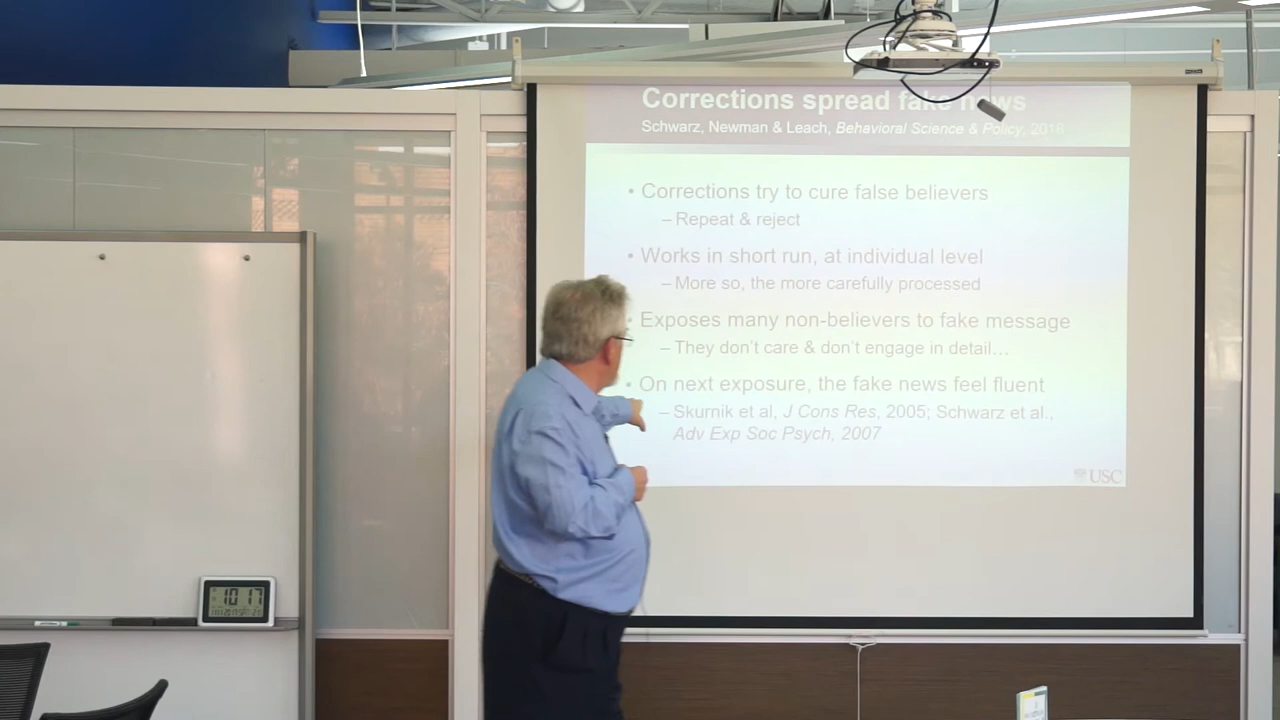 Corrections spread fake news
Schwarz, Newman & Leach, Behavioral Science & Policy, 2016
• Corrections try to cure false believers
– Repeat & reject
• Works in short run, at individual level
– More so, the more carefully processed
• Exposes many non-believers to fake message
– They don't care & don't engage in detail…
• On next exposure, the fake news feel fluent
– Skurnik et al, J Cons Res, 2005; Schwarz et al.,
Adv Exp Soc Psych, 2007
USC
10 17